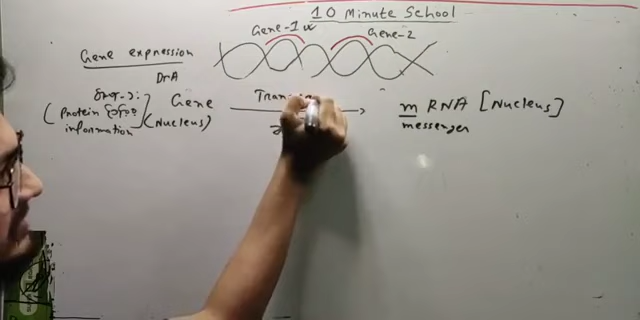 10 Minute School
Gene-1
Gene-2
Gene expression
DNA
Protein
information
Gene
(Nucleus)
m RNA [Nucleus]
messenger